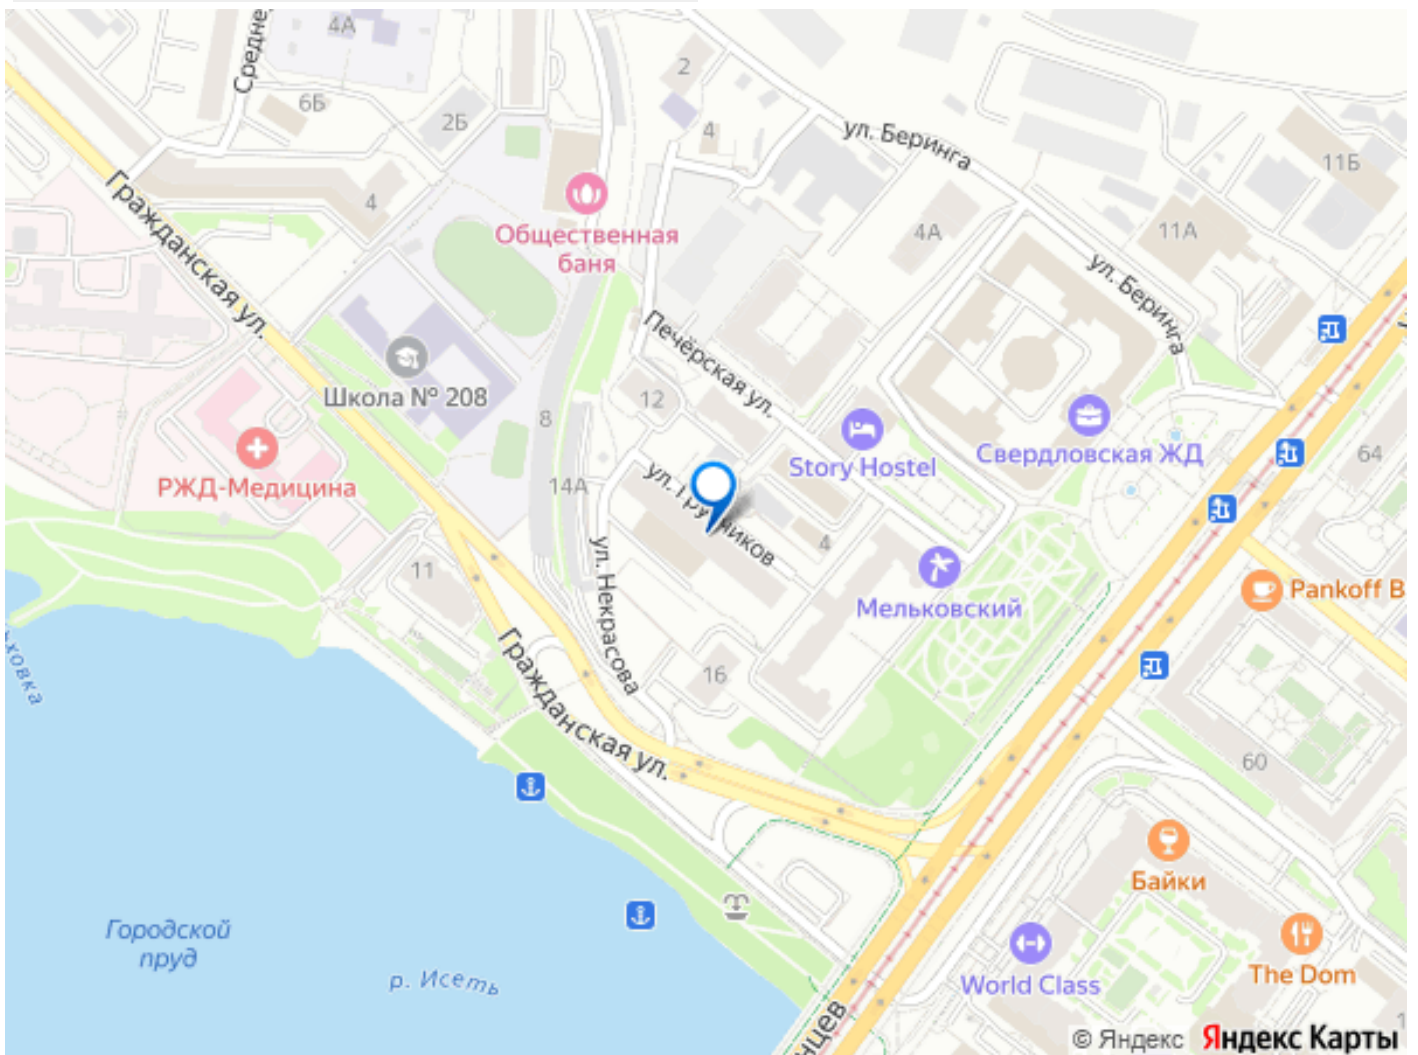 4А
6Б
2Б
4
2
4
ул. Беринга
11Б
Гражданская ул.
Общественная
баня
4А
11А
ул. Беринга
Печёрская ул.
Школа № 208
12
8
Story Hostel
Свердловская ЖД
64
РЖД-Медицина
14А
ул.
4
11
ул. Некрасова
Мельковский
Pankoff B
Гражданская ул.
16
60
Байки
Городской
пруд
р. Исеть
World Class
The Dom
© Яндекс Яндекс Карты